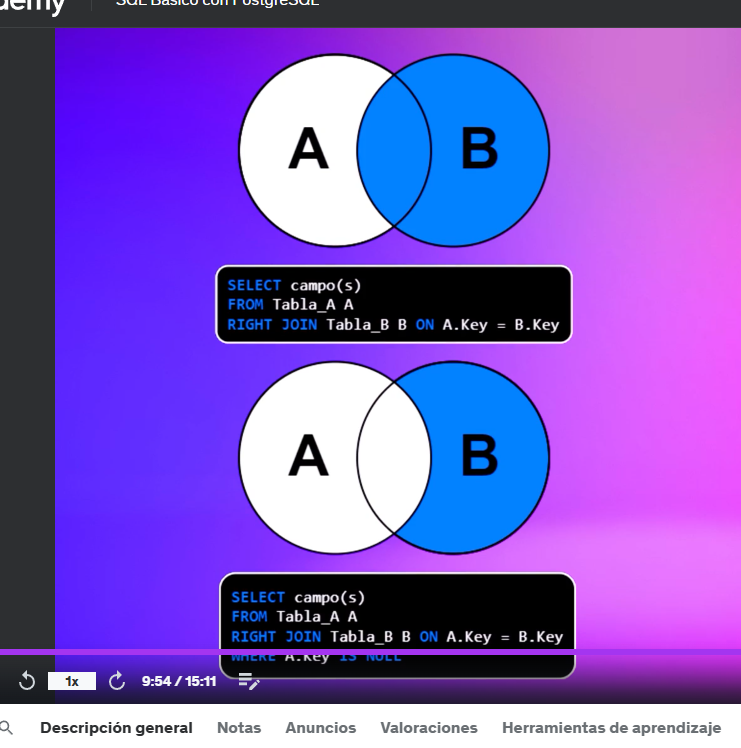 SQL Básico con PostgreSQL
A B
SELECT campo(s)
FROM Tabla_A A
RIGHT JOIN Tabla_B B ON A.Key = B.Key
A B
SELECT campo(s)
FROM Tabla_A A
RIGHT JOIN Tabla_B B ON A.Key = B.Key
WHERE A.Key IS NULL
1x 9:54 / 15:11
Descripción general Notas Anuncios Valoraciones Herramientas de aprendizaje